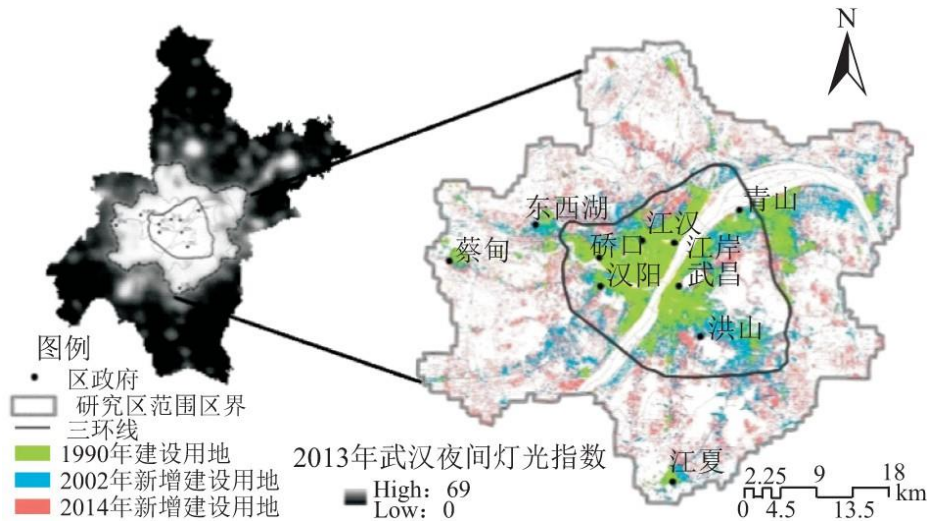 N
东西湖
青山
江汉
硚口
江岸
蔡甸
汉阳
武昌
洪山
江夏
图例
区政府
研究区范围区界
三环线
1990年建设用地
2002年新增建设用地
2014年新增建设用地
2013年武汉夜间灯光指数
High: 69
Low: 0
2.25 9 18
km
0 4.5 13.5